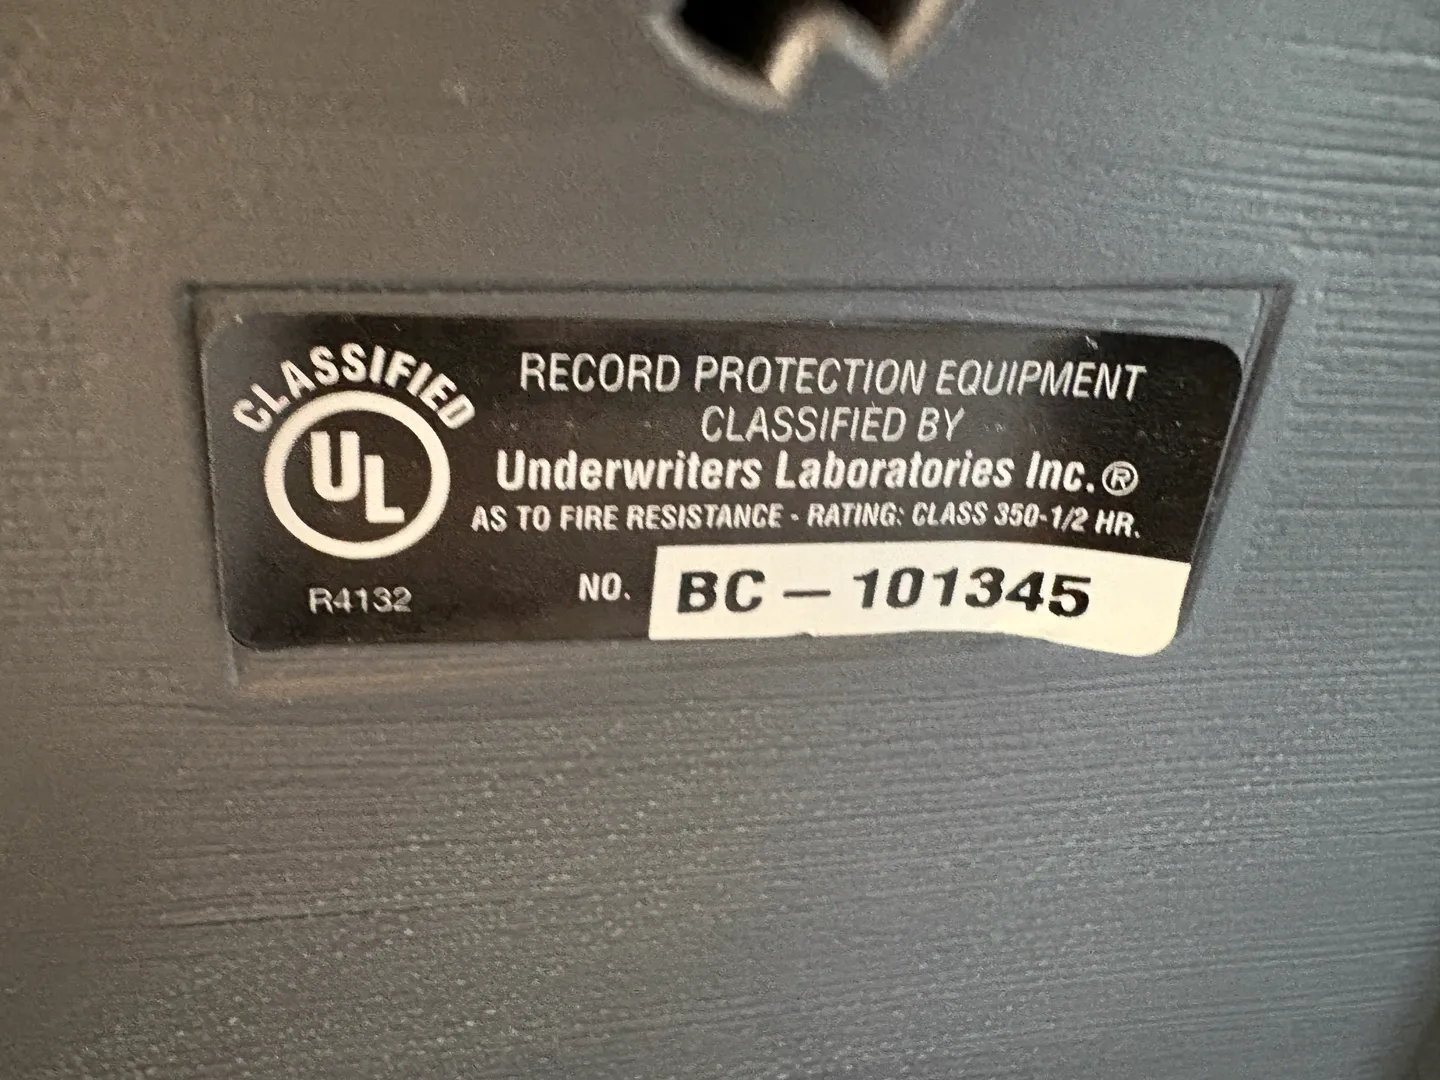 CLASSIFIED
UL
R4132
RECORD PROTECTION EQUIPMENT
CLASSIFIED BY
Underwriters Laboratories Inc.®
AS TO FIRE RESISTANCE - RATING: CLASS 350-1/2 HR.
NO. BC – 101345